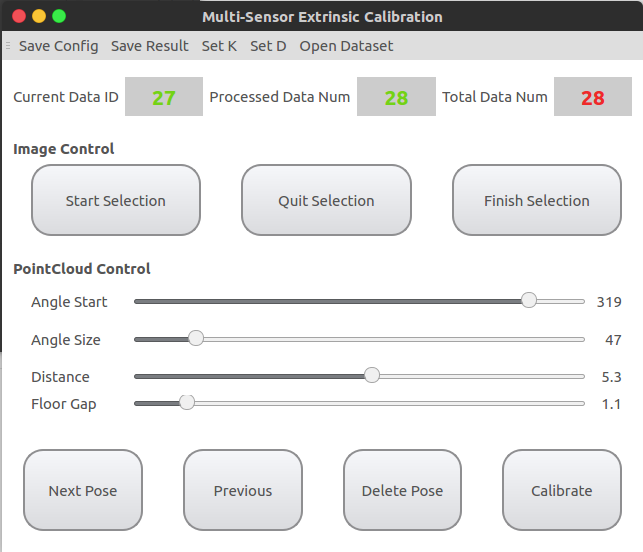 Multi-Sensor Extrinsic Calibration
Save Config Save Result Set K Set D Open Dataset
Current Data ID 27 Processed Data Num 28 Total Data Num 28
Image Control
Start Selection Quit Selection Finish Selection
PointCloud Control
Angle Start 319
Angle Size 47
Distance 5.3
Floor Gap 1.1
Next Pose Previous Delete Pose Calibrate